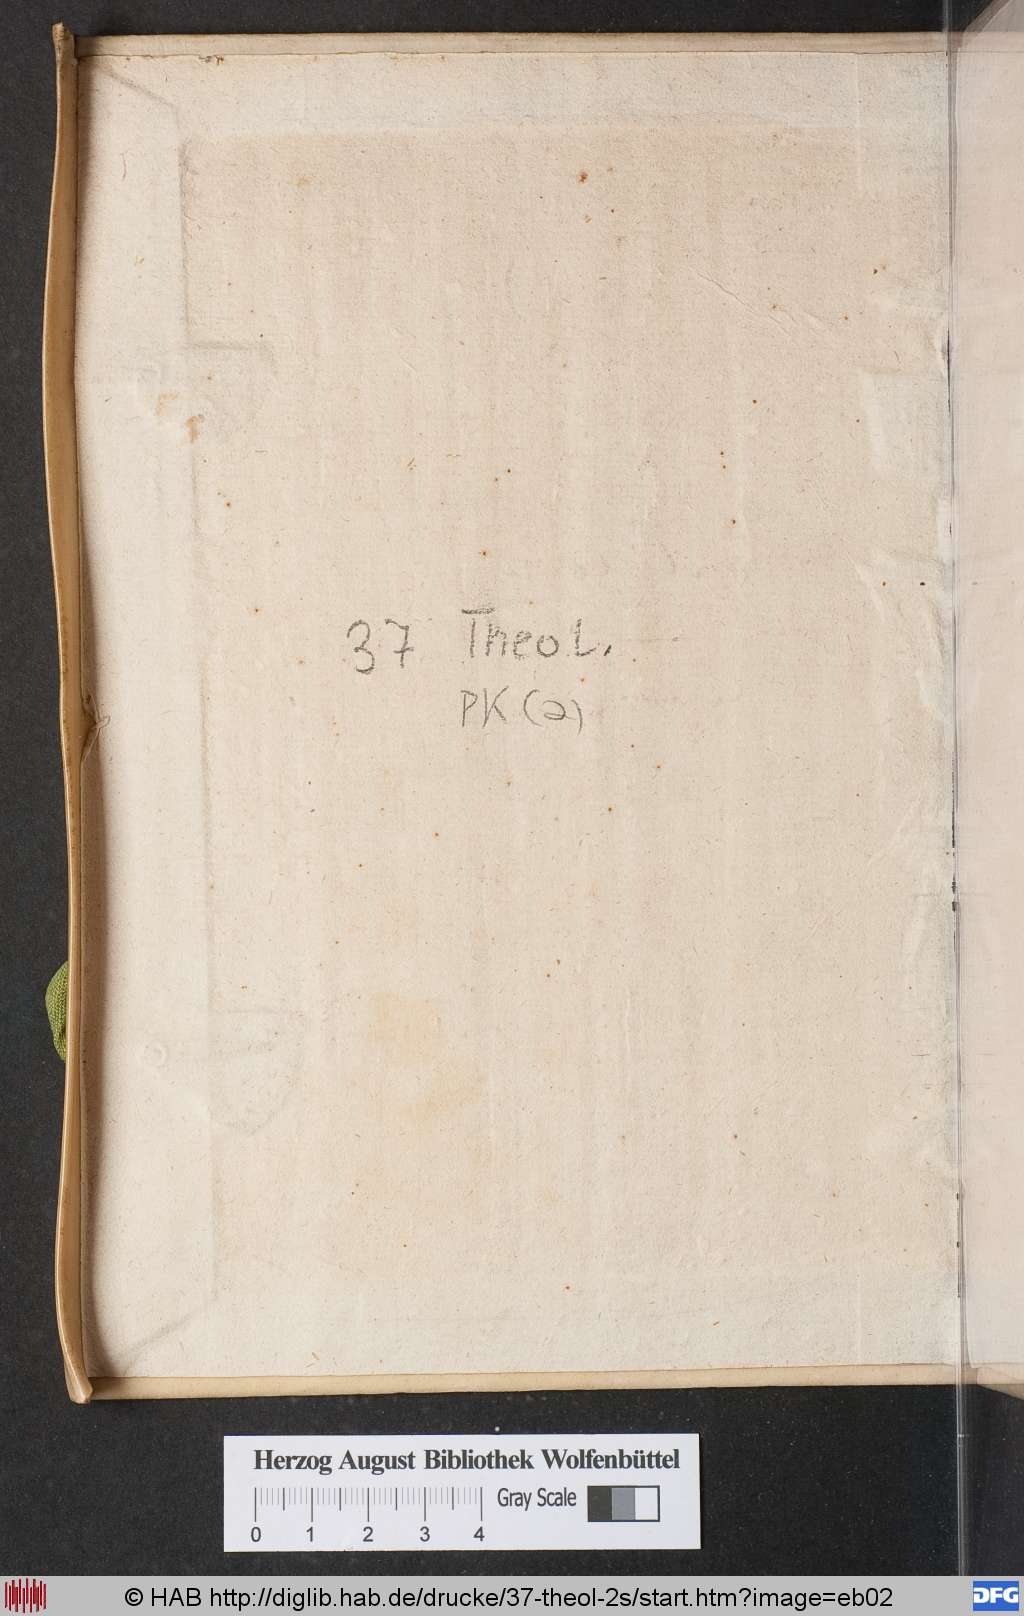 37 Theol.
PK (2)
Herzog August Bibliothek Wolfenbüttel
Gray Scale
0 1 2 3 4
© HAB http://diglib.hab.de/drucke/37-theol-2s/start.htm?image=eb02
DFG